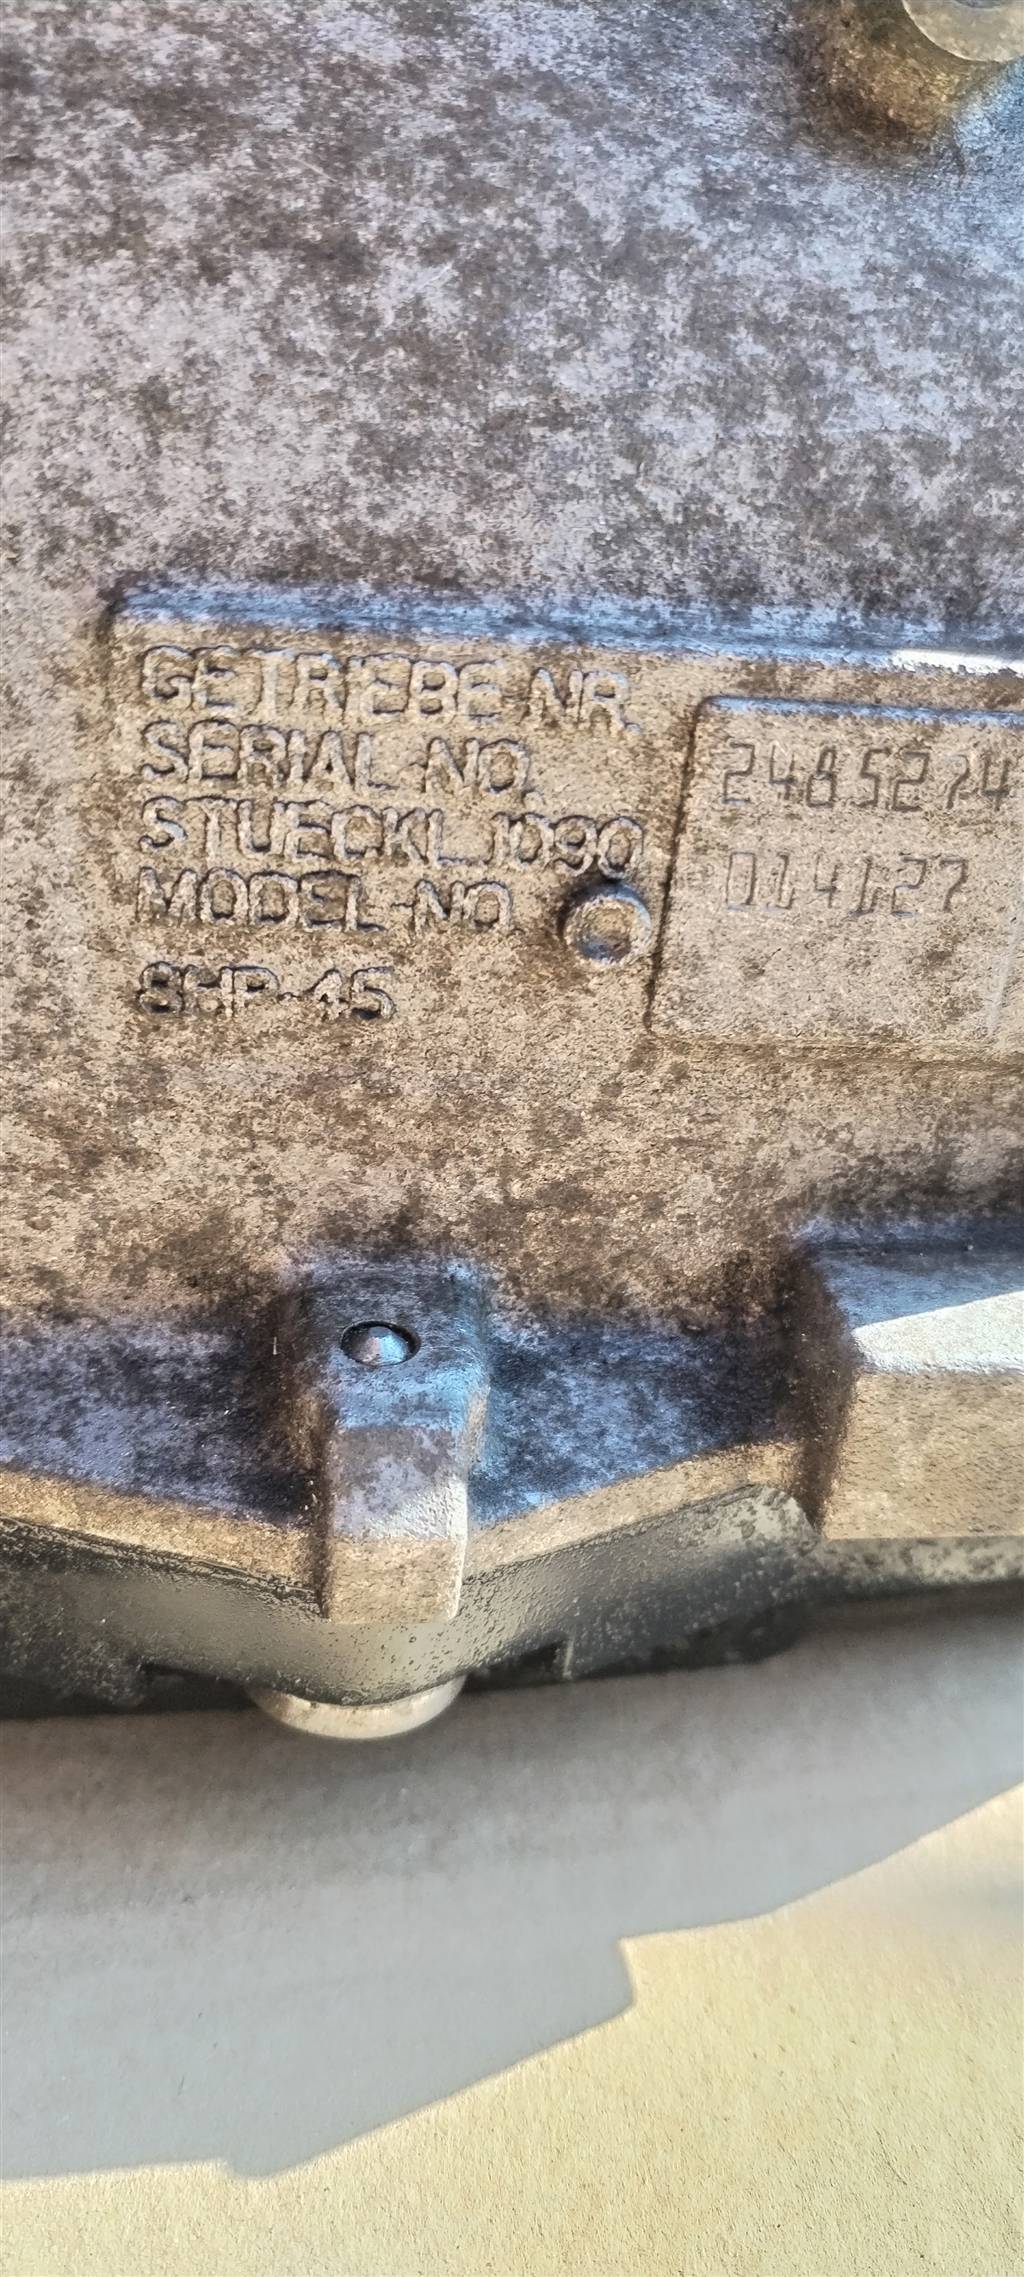 GETRIEBE-NR.
SERIAL-NO.
2485274
STUECKL.1090
MODEL-NO.
014127
8HP-45